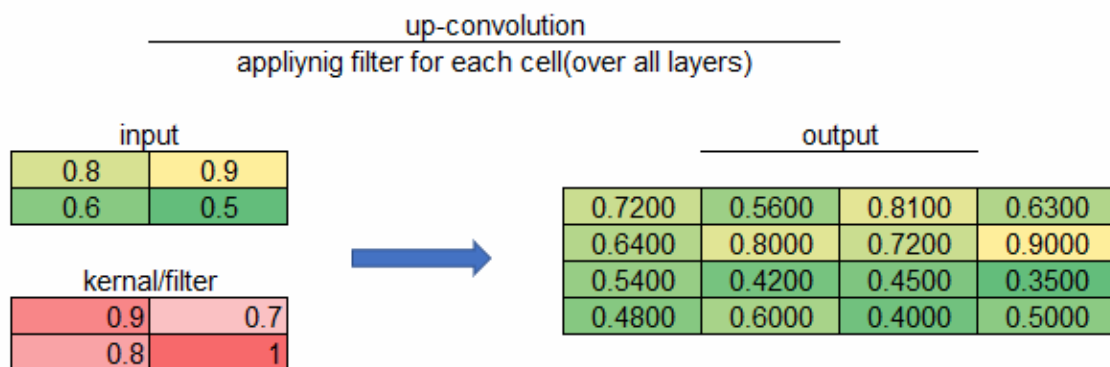 up-convolution
appliynig filter for each cell(over all layers)
input
0.8 0.9
0.6 0.5
kernal/filter
0.9 0.7
0.8 1
output
0.7200 0.5600 0.8100 0.6300
0.6400 0.8000 0.7200 0.9000
0.5400 0.4200 0.4500 0.3500
0.4800 0.6000 0.4000 0.5000